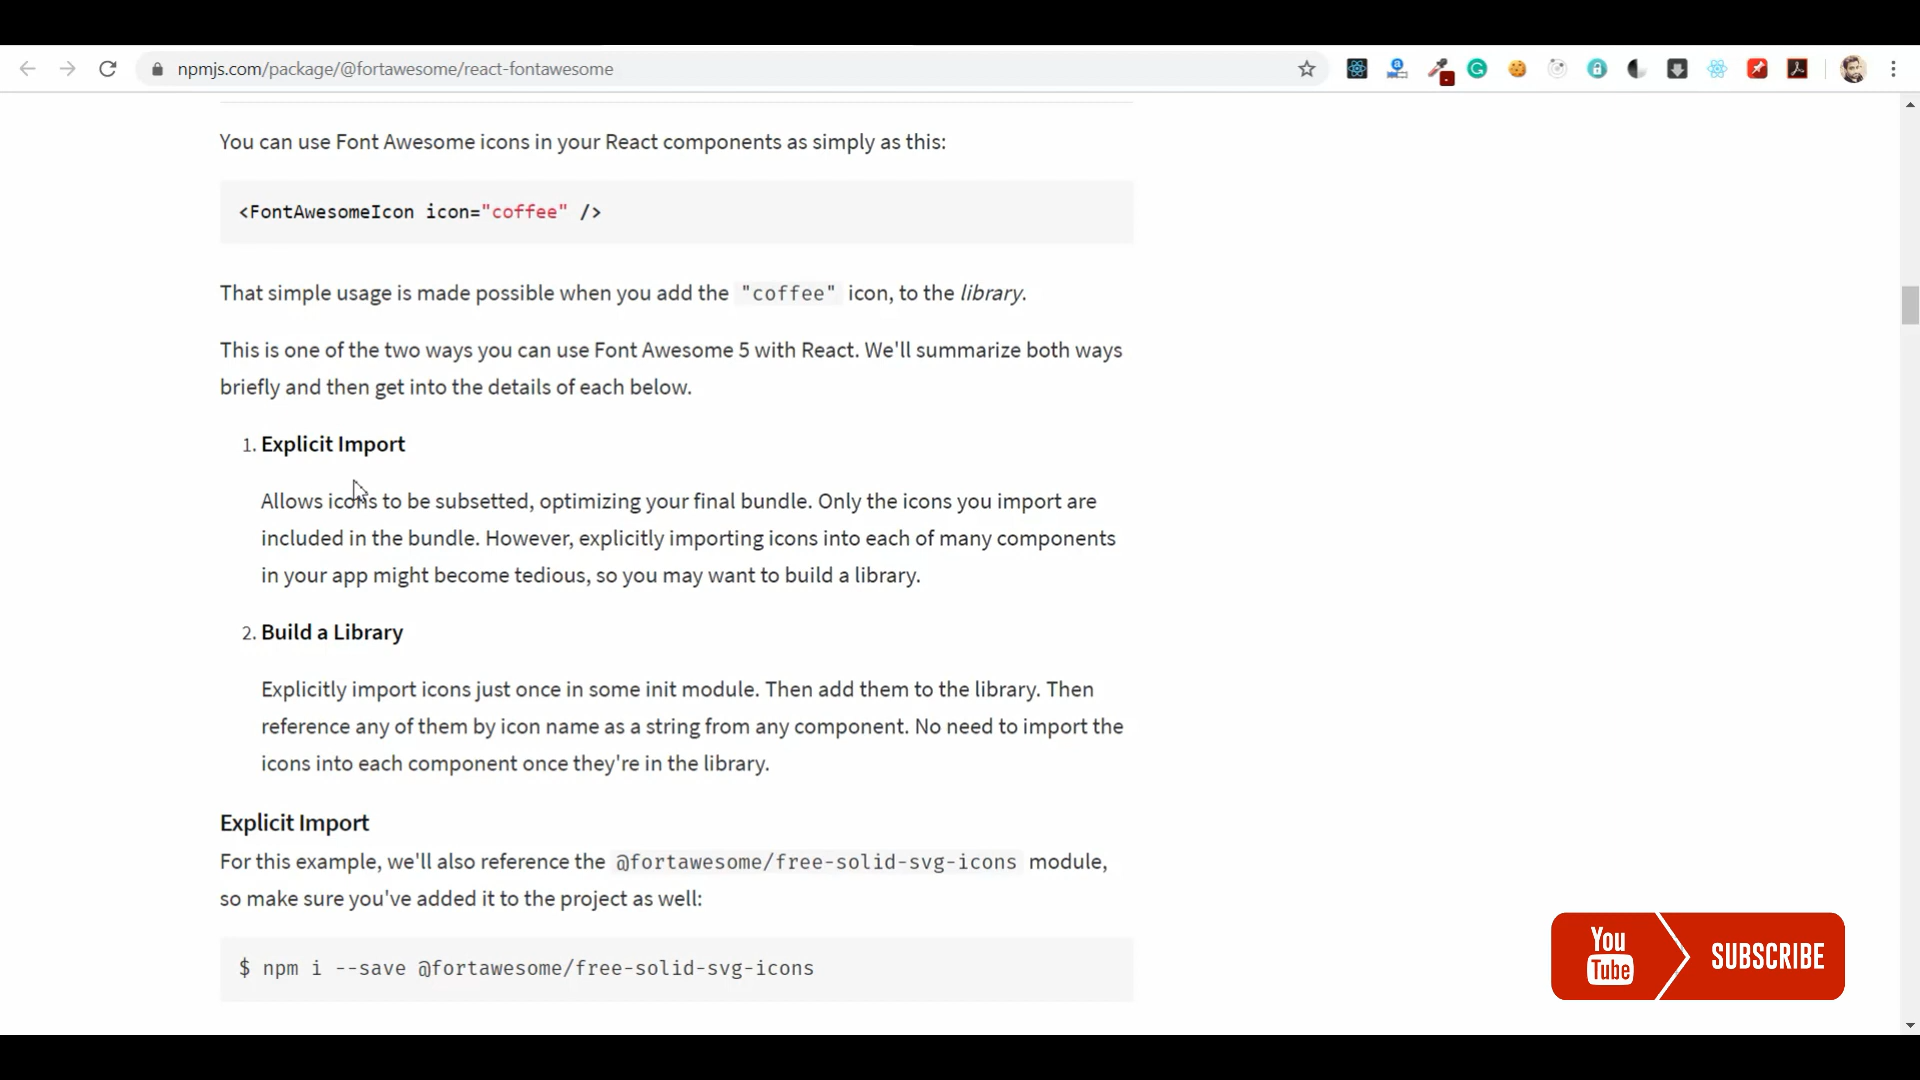 npmjs.com/package/@fortawesome/react-fontawesome
You can use Font Awesome icons in your React components as simply as this:
<FontAwesomeIcon icon="coffee" />
That simple usage is made possible when you add the "coffee" icon, to the library.
This is one of the two ways you can use Font Awesome 5 with React. We'll summarize both ways
briefly and then get into the details of each below.
1. Explicit Import
Allows icons to be subsetted, optimizing your final bundle. Only the icons you import are
included in the bundle. However, explicitly importing icons into each of many components
in your app might become tedious, so you may want to build a library.
2. Build a Library
Explicitly import icons just once in some init module. Then add them to the library. Then
reference any of them by icon name as a string from any component. No need to import the
icons into each component once they're in the library.
Explicit Import
For this example, we'll also reference the @fortawesome/free-solid-svg-icons module,
so make sure you've added it to the project as well:
$ npm i --save @fortawesome/free-solid-svg-icons
You
Tube
SUBSCRIBE